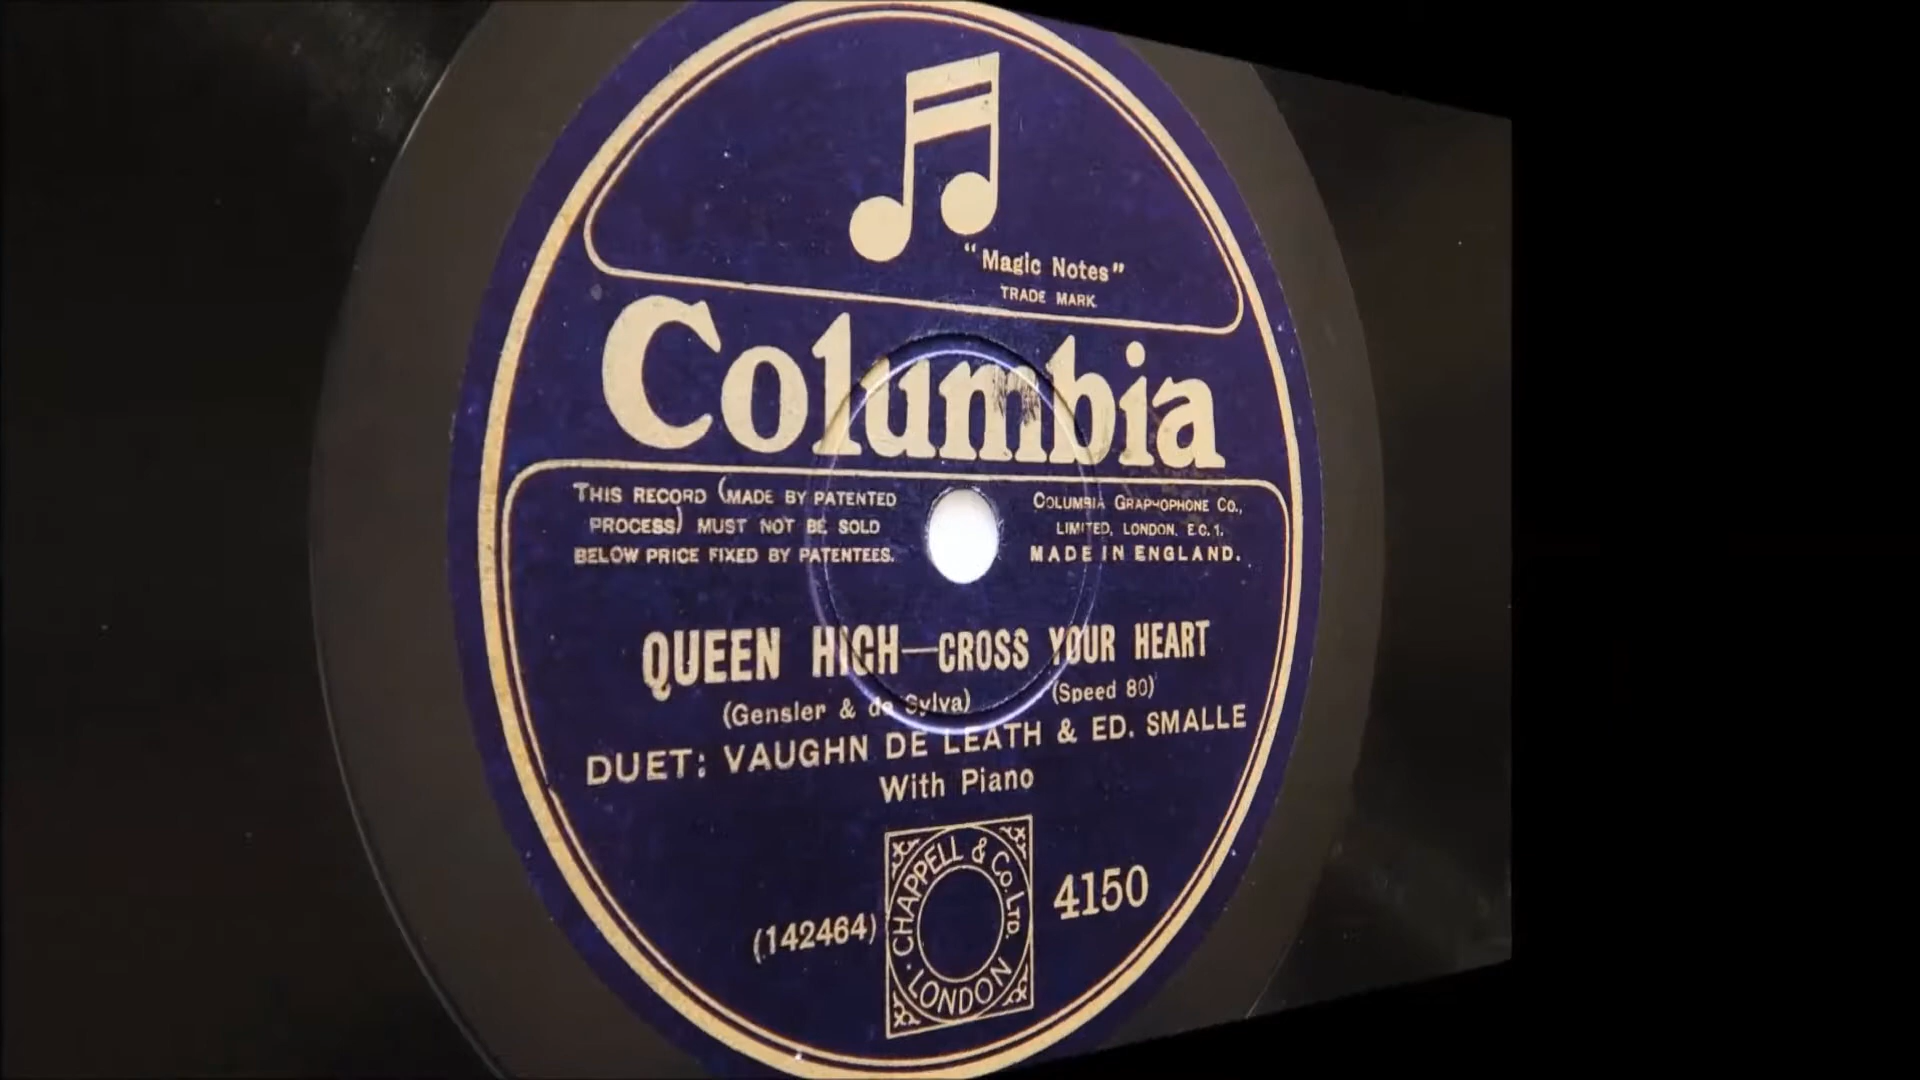 "Magic Notes"
TRADE MARK
Columbia
THIS RECORD (MADE BY PATENTED
PROCESS) MUST NOT BE SOLD
BELOW PRICE FIXED BY PATENTEES.
COLUMBIA GRAPHOPHONE CO.,
LIMITED, LONDON. E.C.1.
MADE IN ENGLAND.
QUEEN HIGH—CROSS YOUR HEART
(Gensler & de Sylva) (Speed 80)
DUET: VAUGHN DE LEATH & ED. SMALLE
With Piano
CHAPPELL & CO. LTD.
· LONDON
4150
(142464)